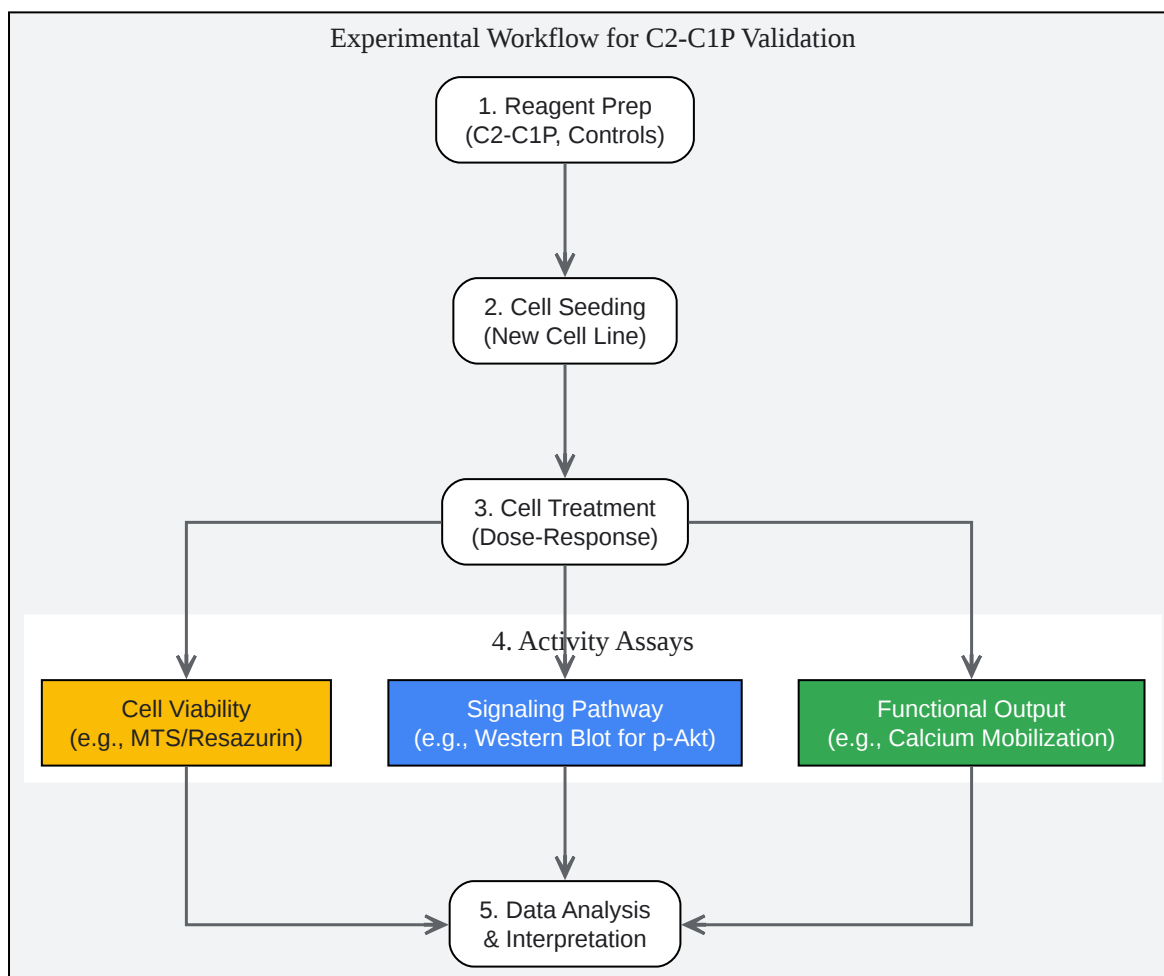 Experimental Workflow for C2-C1P Validation
1. Reagent Prep
(C2-C1P, Controls)
2. Cell Seeding
(New Cell Line)
3. Cell Treatment
(Dose-Response)
4. Activity Assays
Cell Viability
(e.g., MTS/Resazurin)
Signaling Pathway
(e.g., Western Blot for p-Akt)
Functional Output
(e.g., Calcium Mobilization)
5. Data Analysis
& Interpretation